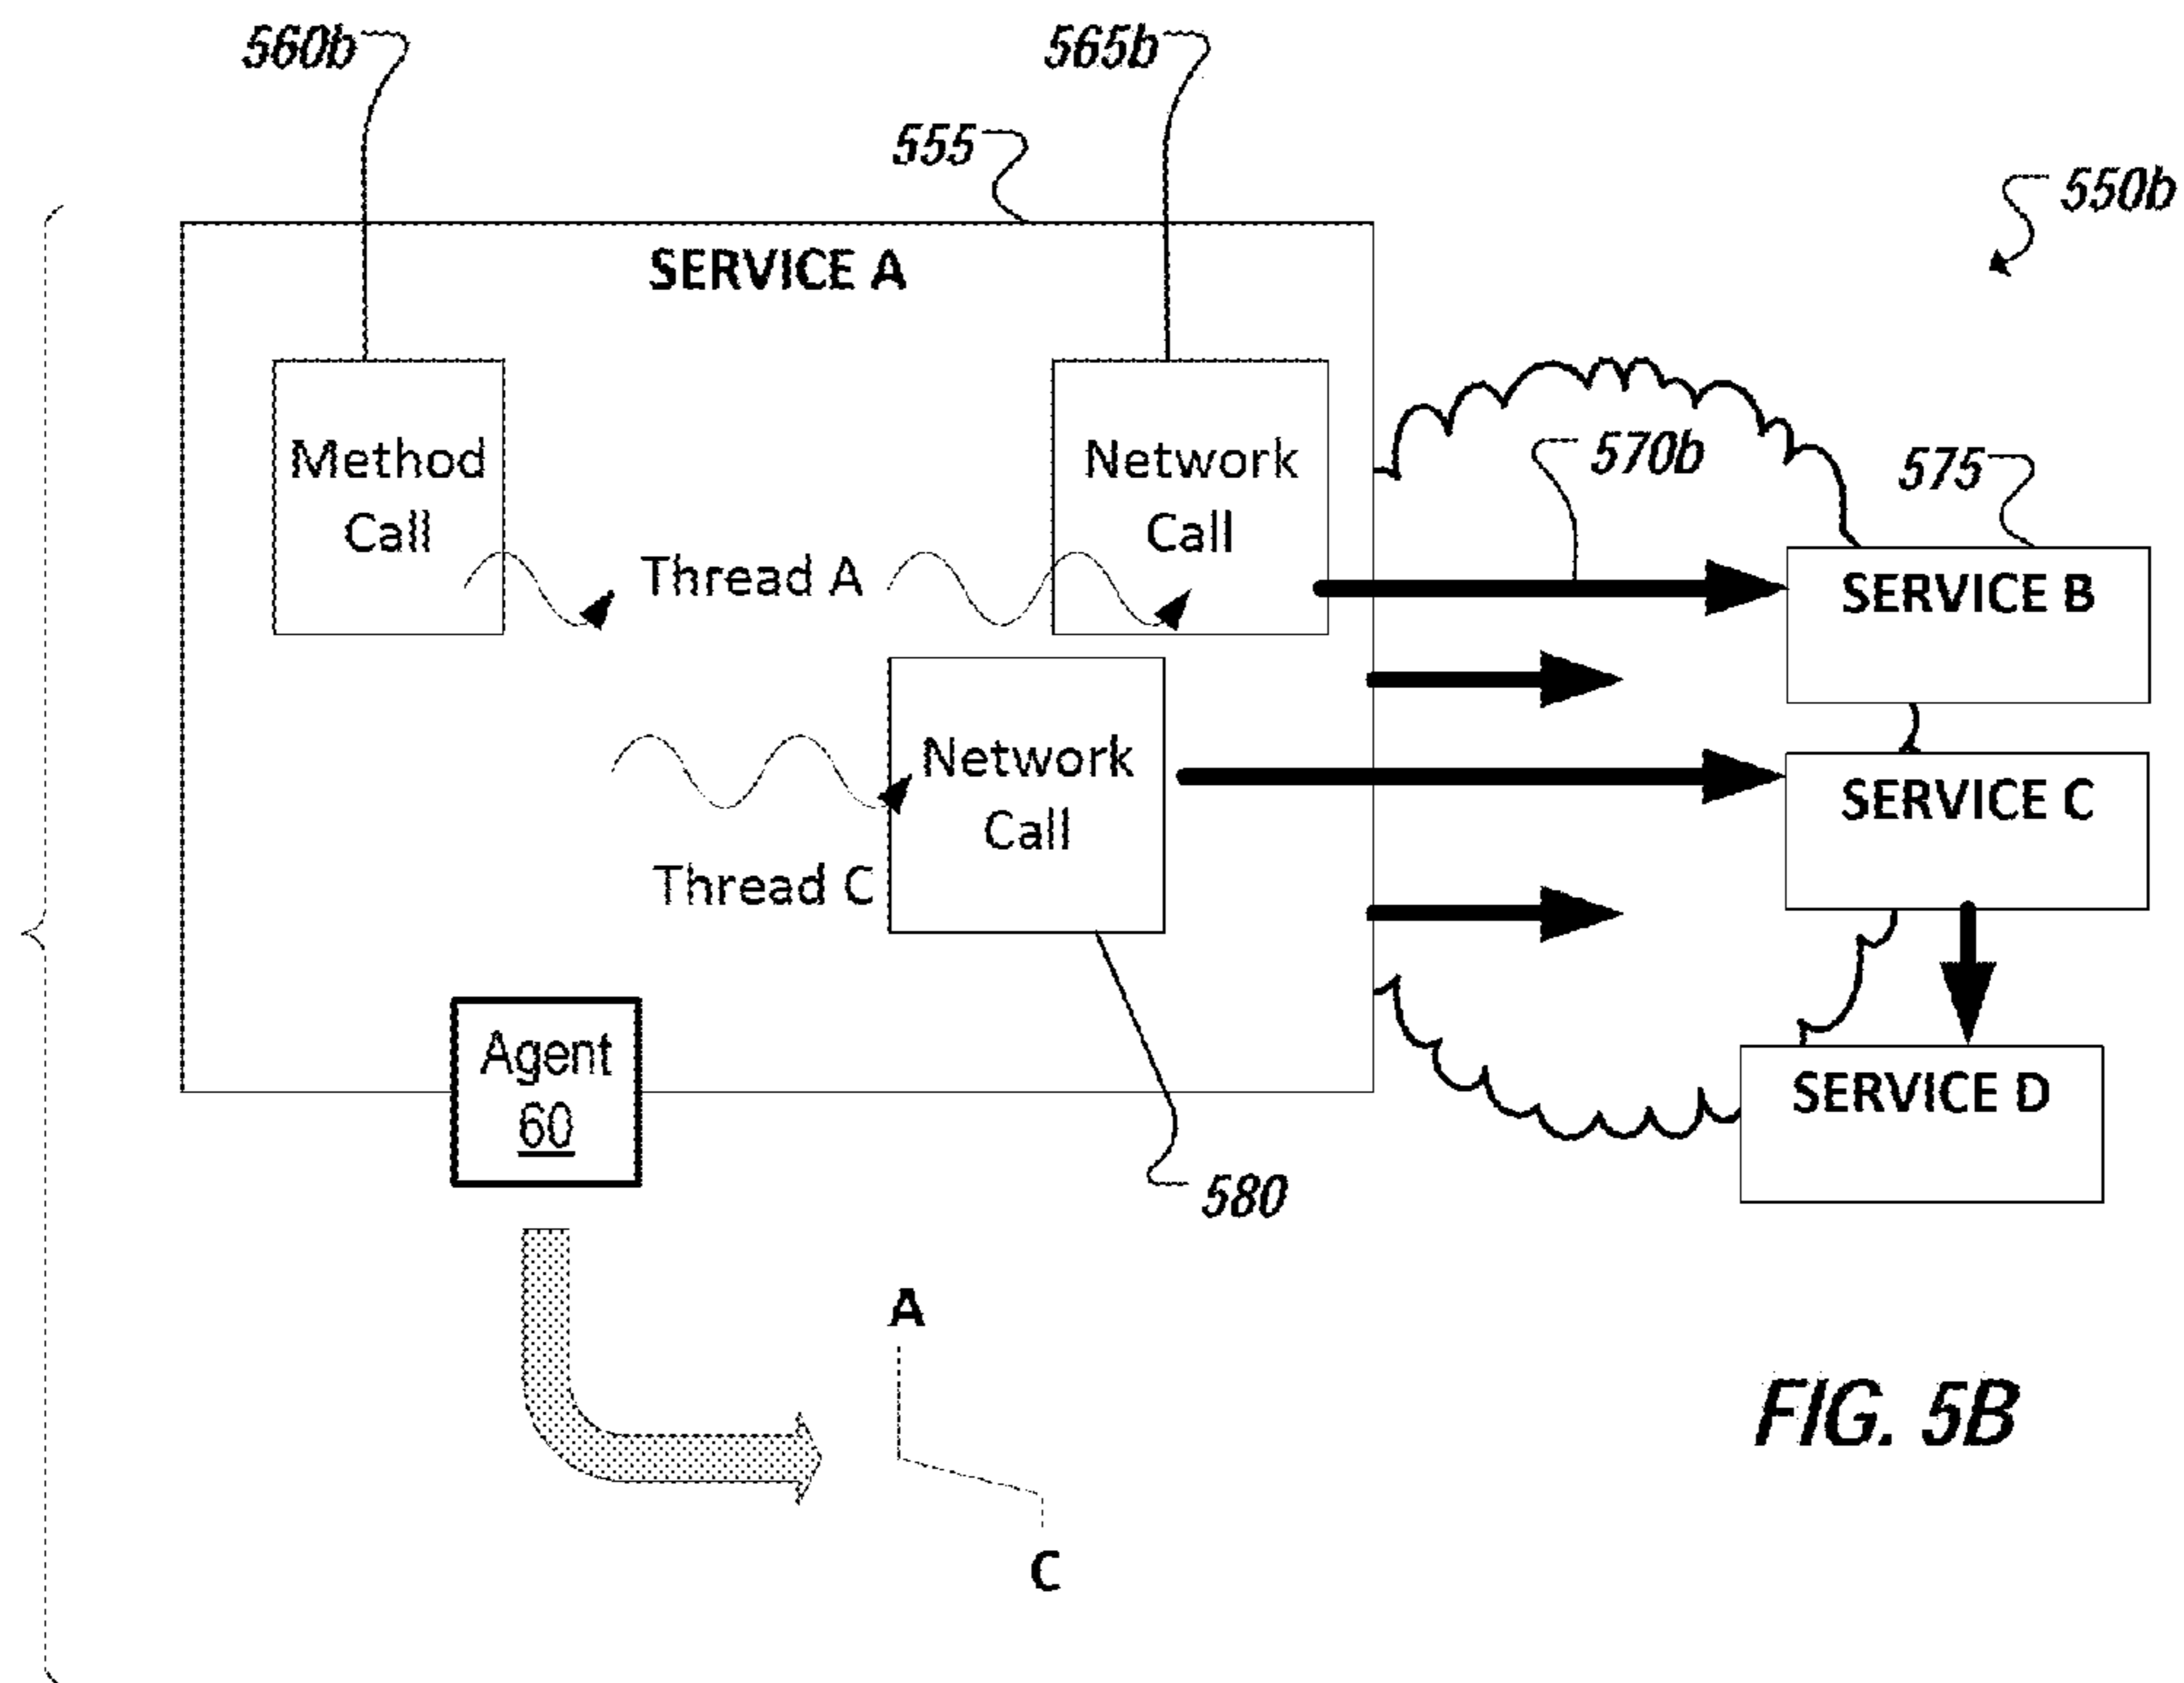 560b
565b
555
550b
SERVICE A
Method
Call
Network
Call
570b
575
Thread A
SERVICE B
Network
Call
SERVICE C
Thread C
Agent
60
SERVICE D
580
A
C
FIG. 5B